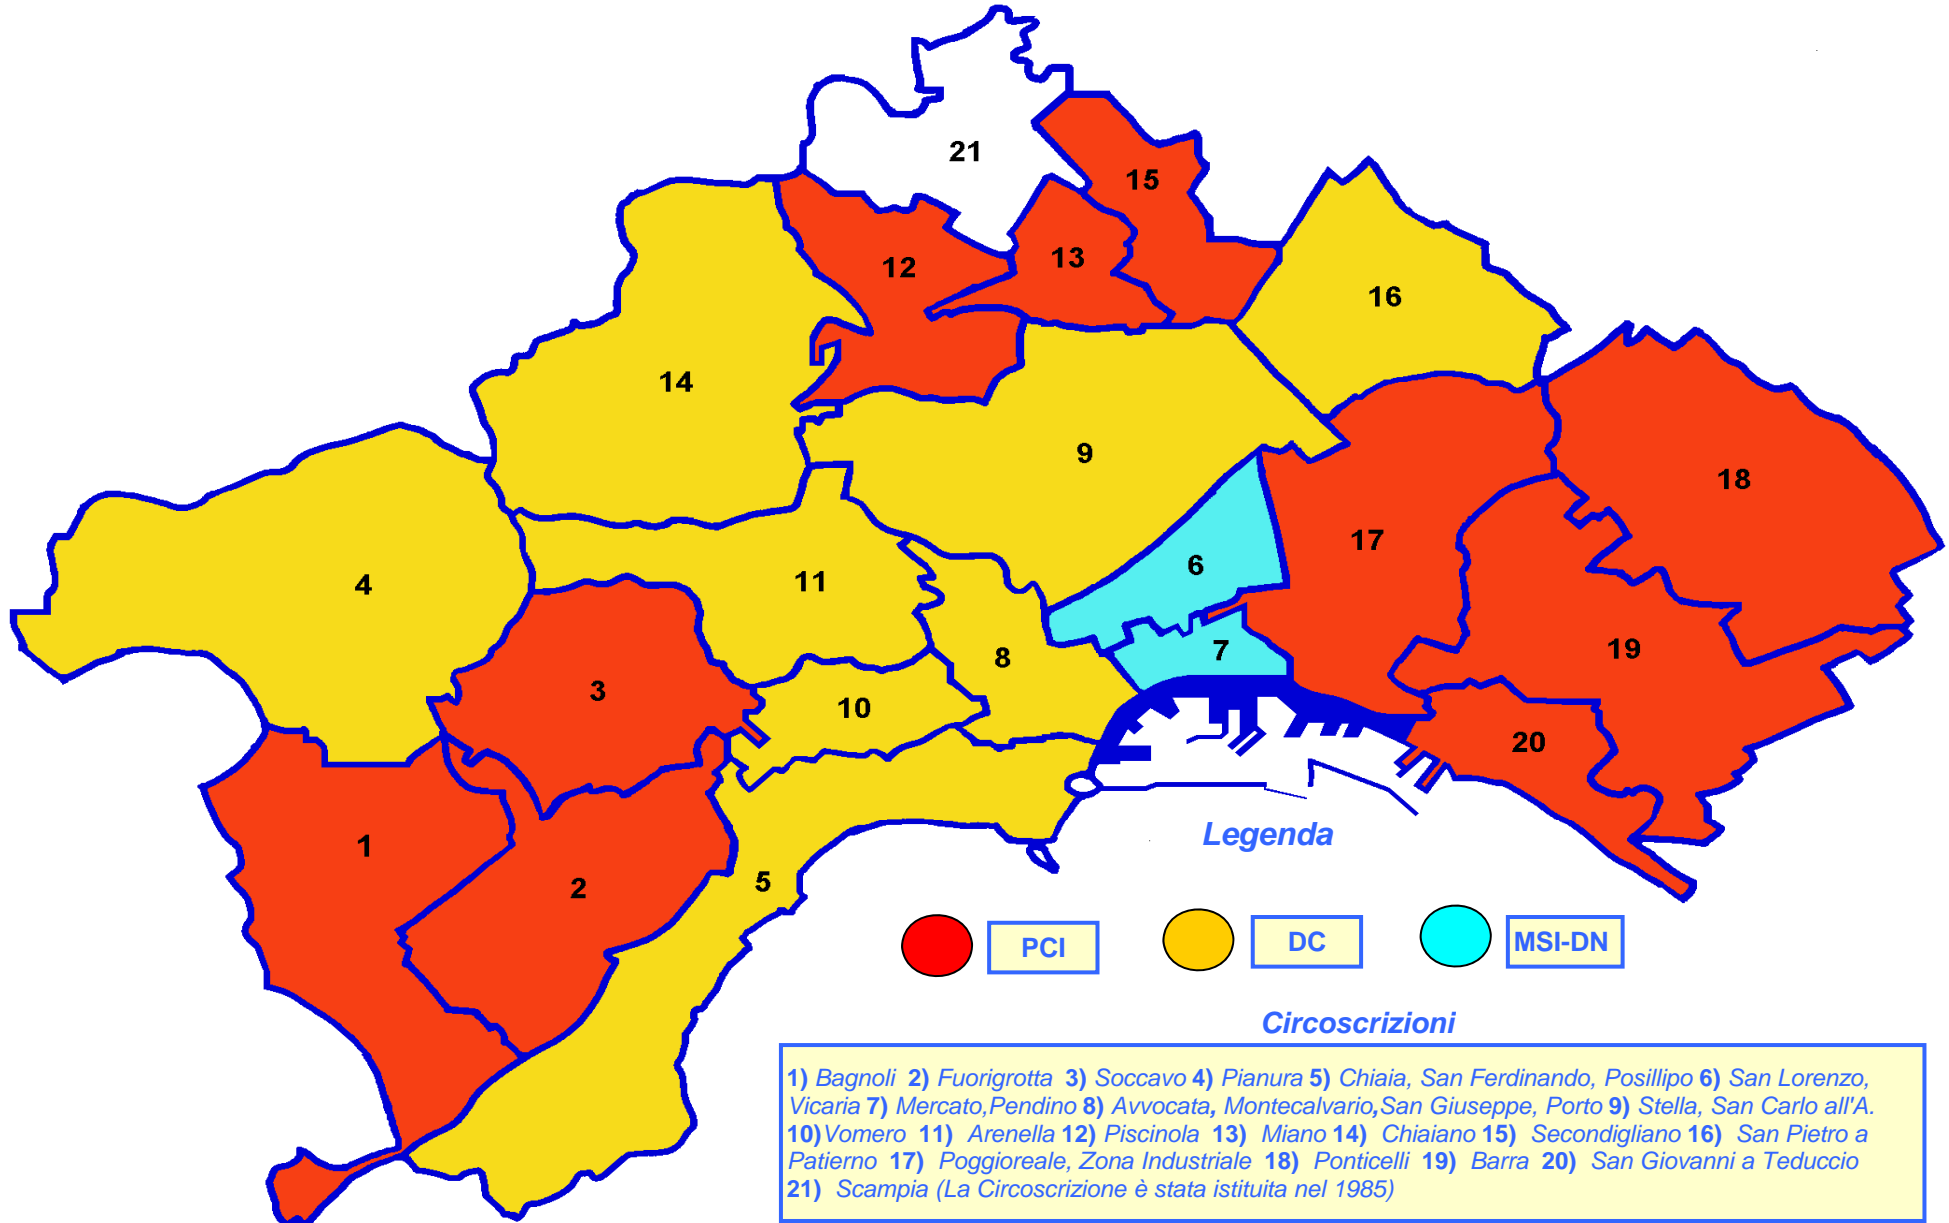 21
15
13
12
16
14
9
18
17
6
4
11
7
8
19
3
10
20
1
2
5
Legenda
PCI
DC
MSI-DN
Circoscrizioni
1) Bagnoli 2) Fuorigrotta 3) Soccavo 4) Pianura 5) Chiaia, San Ferdinando, Posillipo 6) San Lorenzo,
Vicaria 7) Mercato,Pendino 8) Avvocata, Montecalvario,San Giuseppe, Porto 9) Stella, San Carlo all'A.
10)Vomero 11) Arenella 12) Piscinola 13) Miano 14) Chiaiano 15) Secondigliano 16) San Pietro a
Patierno 17) Poggioreale, Zona Industriale 18) Ponticelli 19) Barra 20) San Giovanni a Teduccio
21) Scampia (La Circoscrizione è stata istituita nel 1985)